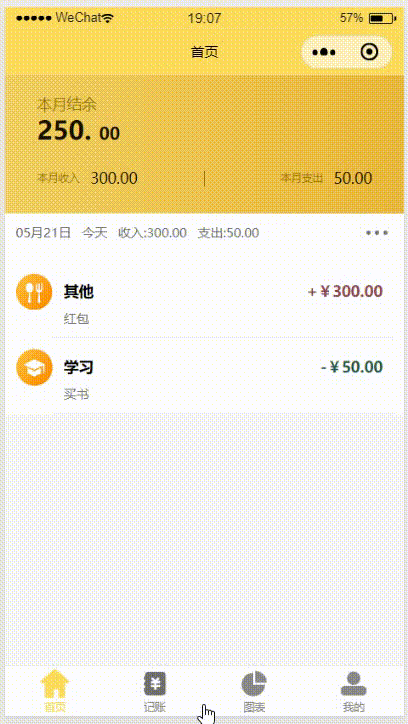 ●●●●● WeChat 19:07 57%
首页
本月结余
250. 00
本月收入 300.00 | 本月支出 50.00
05月21日 今天 收入:300.00 支出:50.00
其他 +￥300.00
红包
学习 -￥50.00
买书
首页 记账 图表 我的